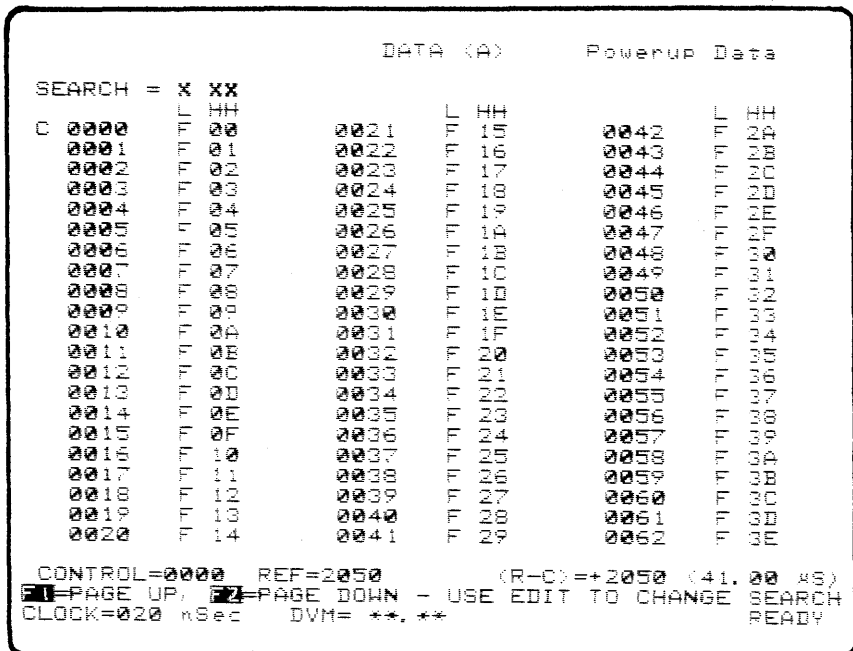 DATA (A) Powerup Data
SEARCH = X XX
L HH L HH L HH
C 0000 F 00 0021 F 15 0042 F 2A
0001 F 01 0022 F 16 0043 F 2B
0002 F 02 0023 F 17 0044 F 2C
0003 F 03 0024 F 18 0045 F 2D
0004 F 04 0025 F 19 0046 F 2E
0005 F 05 0026 F 1A 0047 F 2F
0006 F 06 0027 F 1B 0048 F 30
0007 F 07 0028 F 1C 0049 F 31
0008 F 08 0029 F 1D 0050 F 32
0009 F 09 0030 F 1E 0051 F 33
0010 F 0A 0031 F 1F 0052 F 34
0011 F 0B 0032 F 20 0053 F 35
0012 F 0C 0033 F 21 0054 F 36
0013 F 0D 0034 F 22 0055 F 37
0014 F 0E 0035 F 23 0056 F 38
0015 F 0F 0036 F 24 0057 F 39
0016 F 10 0037 F 25 0058 F 3A
0017 F 11 0038 F 26 0059 F 3B
0018 F 12 0039 F 27 0060 F 3C
0019 F 13 0040 F 28 0061 F 3D
0020 F 14 0041 F 29 0062 F 3E
CONTROL=0000 REF=2050 (R-C)=+2050 (41.00 µS)
F1=PAGE UP, F2=PAGE DOWN - USE EDIT TO CHANGE SEARCH
CLOCK=020 nSec DVM= **.** READY